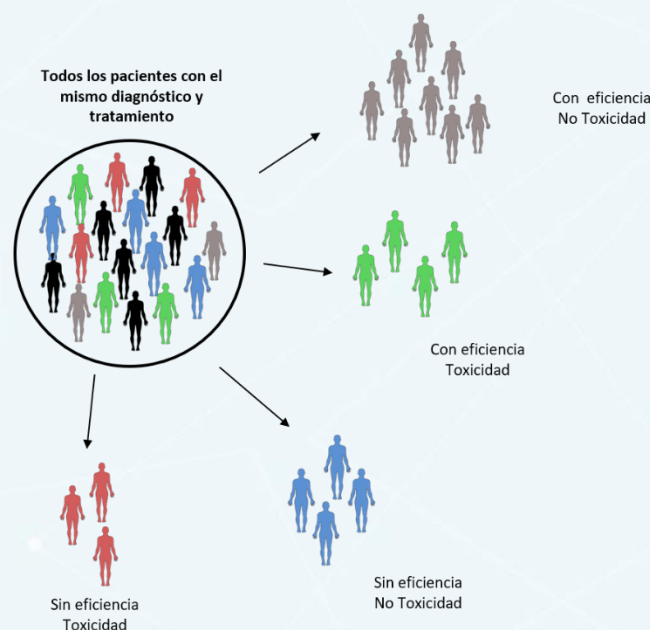 Todos los pacientes con el
mismo diagnóstico y
tratamiento
Con eficiencia
No Toxicidad
Con eficiencia
Toxicidad
Sin eficiencia
No Toxicidad
Sin eficiencia
Toxicidad